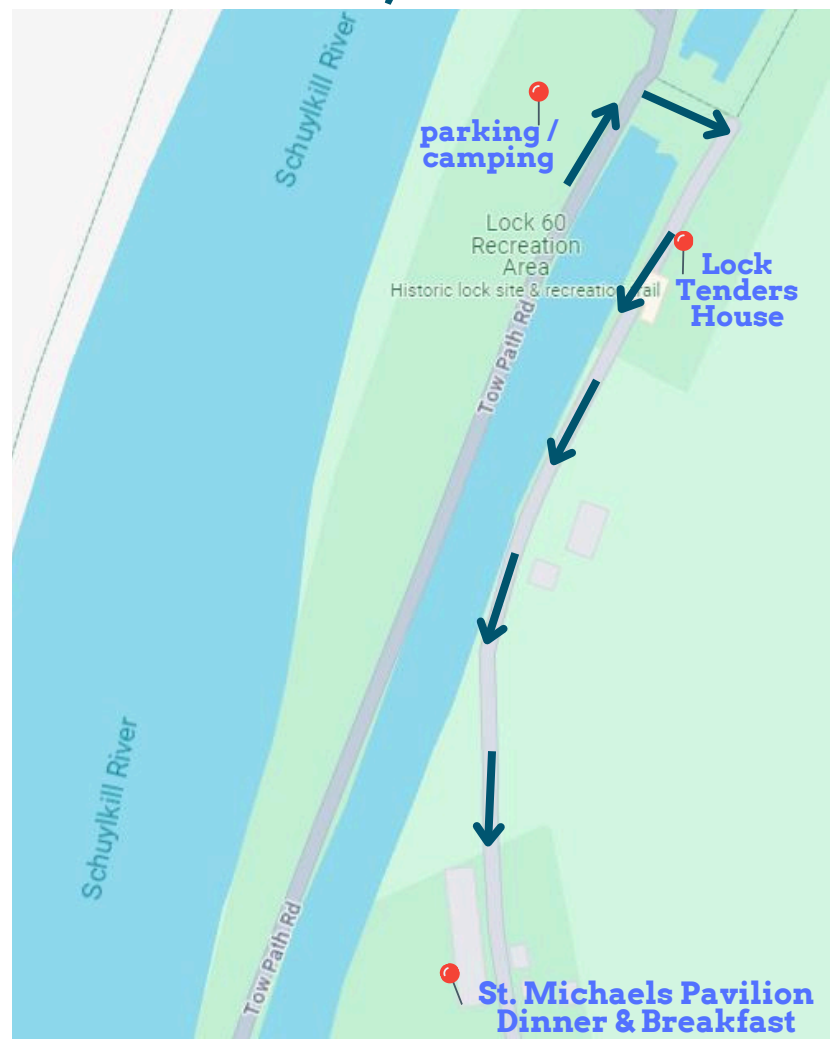 Schuylkill River
parking /
camping
Lock 60
Recreation
Area
Historic lock site & recreation trail
Lock
Tenders
House
Tow Path Rd
Schuylkill River
Tow Path Rd
St. Michaels Pavilion
Dinner & Breakfast